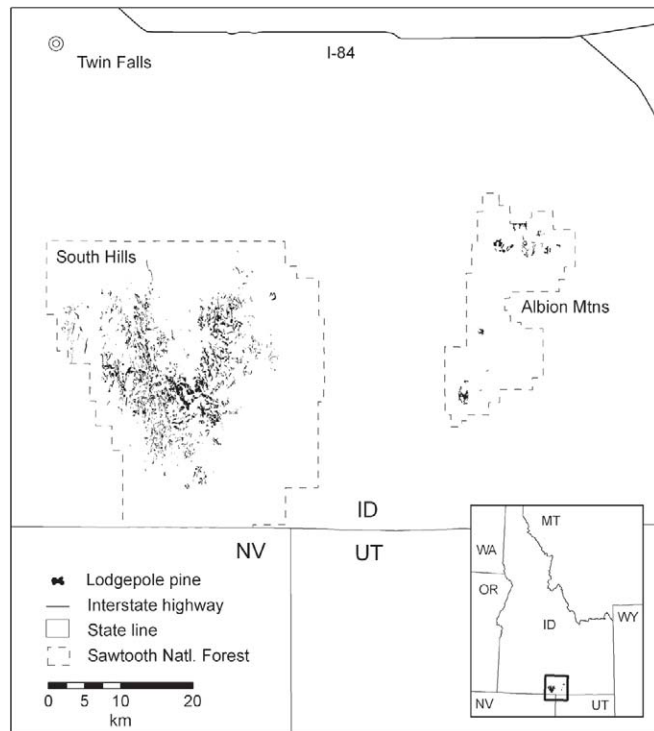 I-84
Twin Falls
South Hills
Albion Mtns
ID
NV
UT
Lodgepole pine
Interstate highway
State line
Sawtooth Natl. Forest
0 5 10 20
km
MT
WA
OR
ID
WY
NV
UT